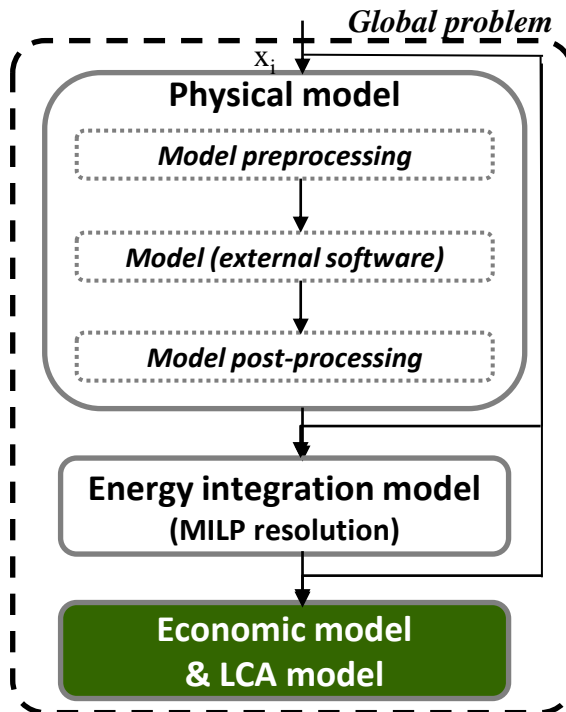 Global problem
xi
Physical model
Model preprocessing
Model (external software)
Model post-processing
Energy integration model
(MILP resolution)
Economic model
& LCA model